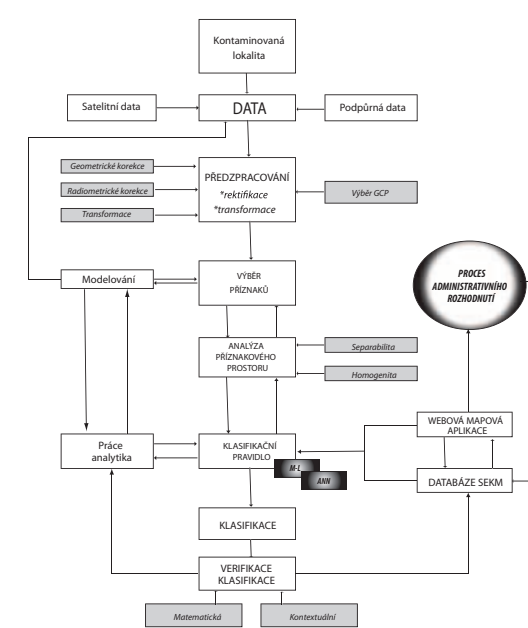 Kontaminovaná
lokalita
Satelitní data
DATA
Podpůrná data
Geometrické korekce
Radiometrické korekce
Transformace
PŘEDZPRACOVÁNÍ
*rektifikace
*transformace
Výběr GCP
Modelování
VÝBĚR
PŘÍZNAKŮ
PROCES
ADMINISTRATIVNÍHO
ROZHODNUTÍ
ANALÝZA
PŘÍZNAKOVÉHO
PROSTORU
Separabilita
Homogenita
WEBOVÁ MAPOVÁ
APLIKACE
Práce
analytika
KLASIFIKAČNÍ
PRAVIDLO
M-L
ANN
DATABÁZE SEKM
KLASIFIKACE
VERIFIKACE
KLASIFIKACE
Matematická
Kontextuální